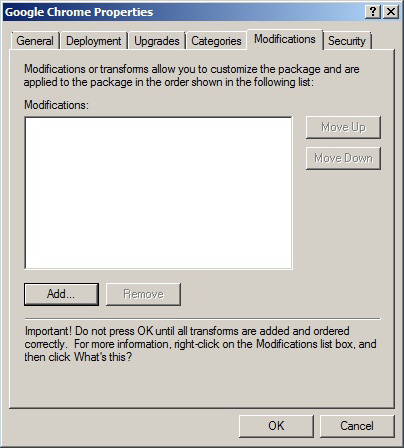 Google Chrome Properties
General Deployment Upgrades Categories Modifications Security
Modifications or transforms allow you to customize the package and are
applied to the package in the order shown in the following list:
Modifications:
Move Up
Move Down
Add... Remove
Important! Do not press OK until all transforms are added and ordered
correctly. For more information, right-click on the Modifications list box, and
then click What's this?
OK Cancel